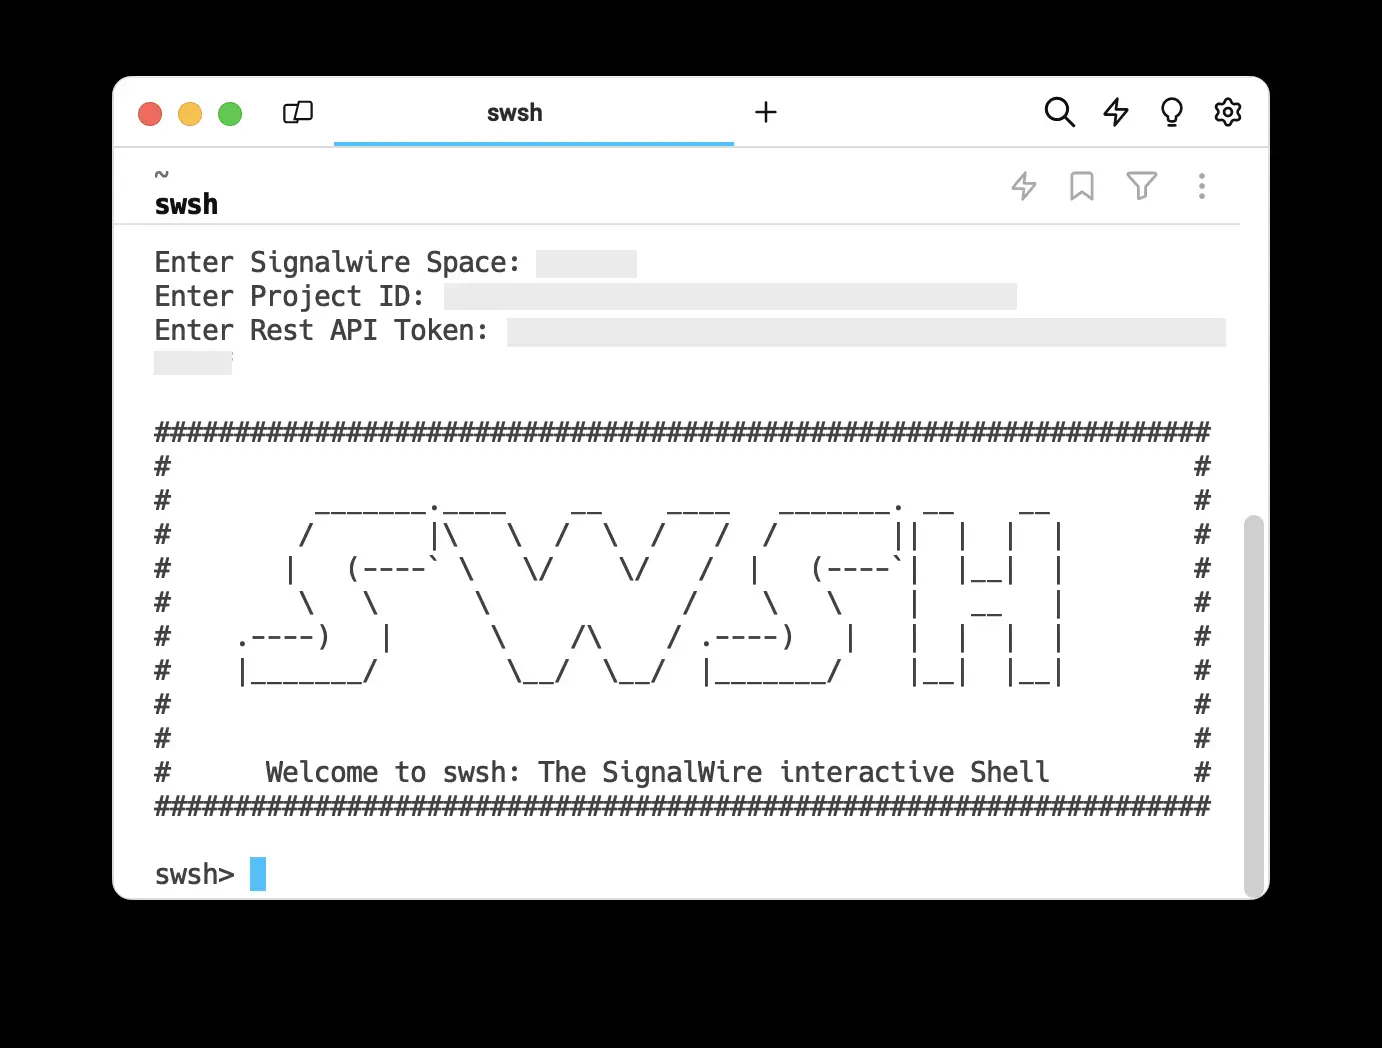 swsh
~
swsh
Enter Signalwire Space:
Enter Project ID:
Enter Rest API Token:
##################################################################
#                                                                #
#         _______.____    __    ____   _______. __    __         #
#        /       |\   \  /  \  /   /  /       ||  |  |  |        #
#       |   (----` \   \/    \/   /  |   (----`|  |__|  |        #
#        \   \      \            /    \   \    |   __   |        #
#    .----)   |      \    /\    / .----)   |   |  |  |  |        #
#    |_______/        \__/  \__/  |_______/    |__|  |__|        #
#                                                                #
#                                                                #
#      Welcome to swsh: The SignalWire interactive Shell         #
##################################################################
swsh>